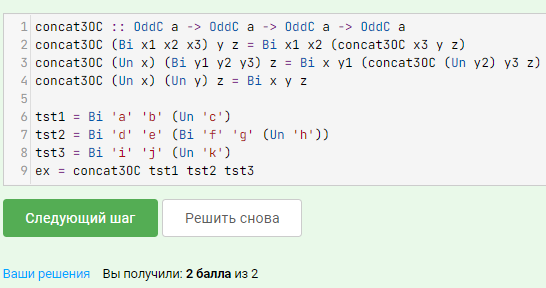 1 concat3OC :: OddC a -> OddC a -> OddC a -> OddC a
2 concat3OC (Bi x1 x2 x3) y z = Bi x1 x2 (concat3OC x3 y z)
3 concat3OC (Un x) (Bi y1 y2 y3) z = Bi x y1 (concat3OC (Un y2) y3 z)
4 concat3OC (Un x) (Un y) z = Bi x y z
5
6 tst1 = Bi 'a' 'b' (Un 'c')
7 tst2 = Bi 'd' 'e' (Bi 'f' 'g' (Un 'h'))
8 tst3 = Bi 'i' 'j' (Un 'k')
9 ex = concat3OC tst1 tst2 tst3
Следующий шаг Решить снова
Ваши решения Вы получили: 2 балла из 2